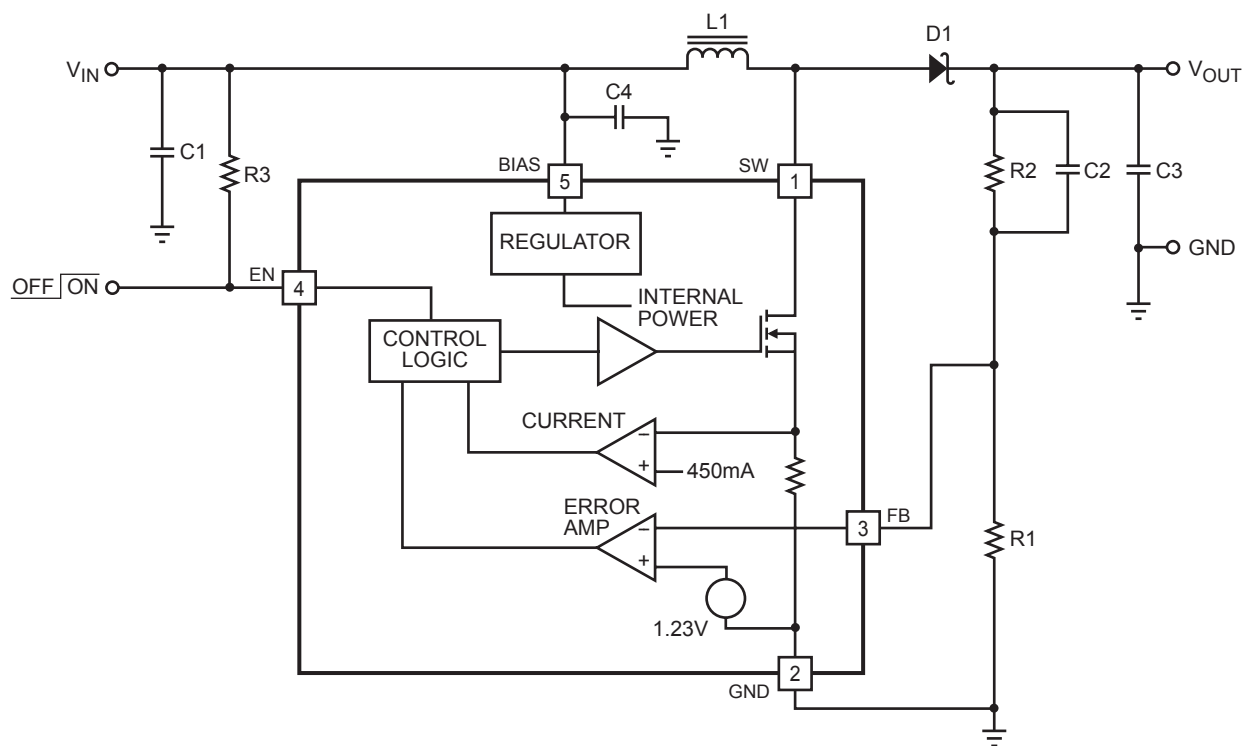 L1
D1
VIN
VOUT
C4
C1
R3
BIAS
SW
5
1
R2
C2
C3
REGULATOR
GND
OFF ON
EN
4
INTERNAL
POWER
CONTROL
LOGIC
CURRENT
−
+
450mA
ERROR
AMP
−
+
3
FB
R1
1.23V
2
GND